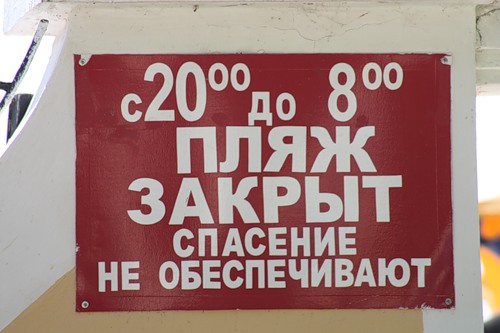 с 20⁰⁰ до 8⁰⁰
ПЛЯЖ
ЗАКРЫТ
СПАСЕНИЕ
НЕ ОБЕСПЕЧИВАЮТ